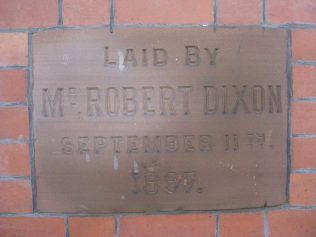 LAID BY
MR. ROBERT DIXON
SEPTEMBER 11TH.
1897.